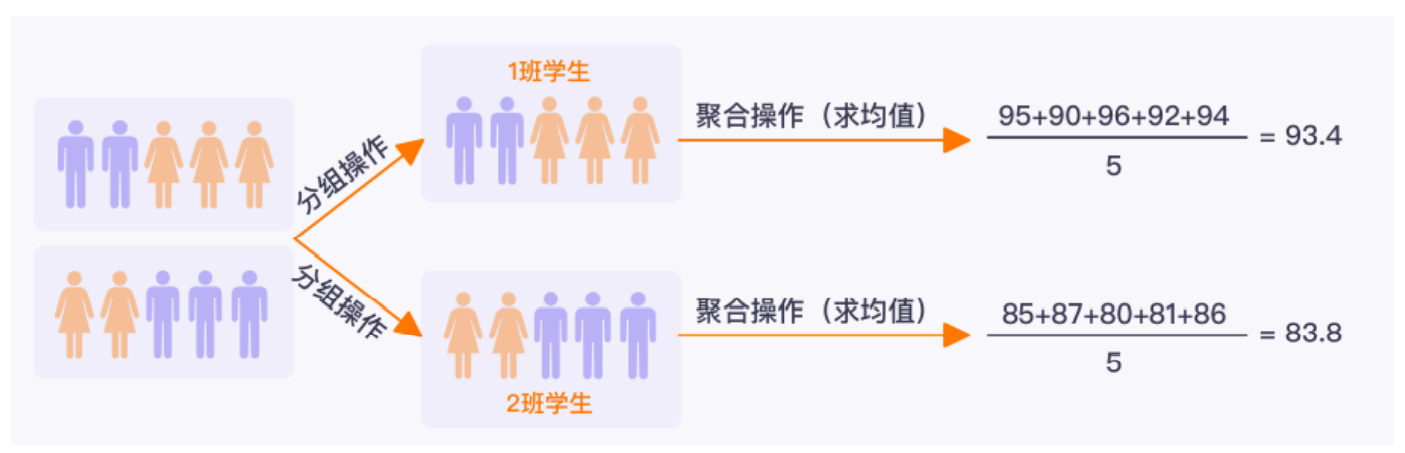 1班学生
分组操作
聚合操作（求均值）
95+90+96+92+94
5
= 93.4
分组操作
聚合操作（求均值）
85+87+80+81+86
5
= 83.8
2班学生